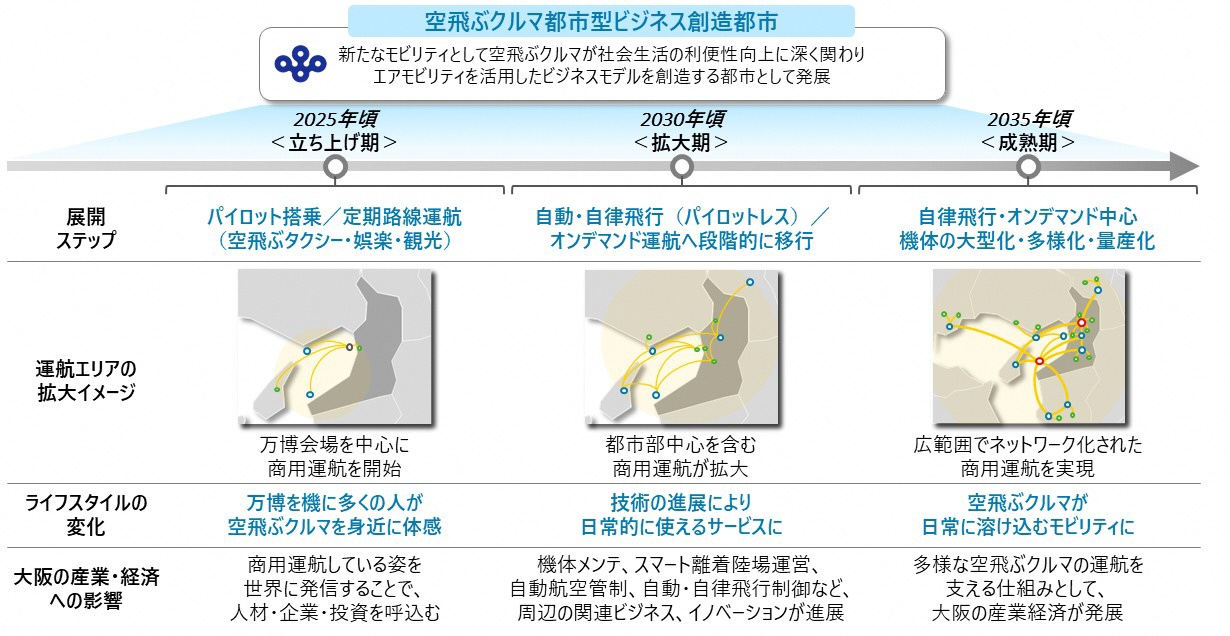 空飛ぶクルマ都市型ビジネス創造都市
新たなモビリティとして空飛ぶクルマが社会生活の利便性向上に深く関わり
エアモビリティを活用したビジネスモデルを創造する都市として発展
2025年頃
＜立ち上げ期＞
2030年頃
＜拡大期＞
2035年頃
＜成熟期＞
展開
ステップ
パイロット搭乗／定期路線運航
（空飛ぶタクシー・娯楽・観光）
自動・自律飛行（パイロットレス）／
オンデマンド運航へ段階的に移行
自律飛行・オンデマンド中心
機体の大型化・多様化・量産化
運航エリアの
拡大イメージ
万博会場を中心に
商用運航を開始
都市部中心を含む
商用運航が拡大
広範囲でネットワーク化された
商用運航を実現
ライフスタイルの
変化
万博を機に多くの人が
空飛ぶクルマを身近に体感
技術の進展により
日常的に使えるサービスに
空飛ぶクルマが
日常に溶け込むモビリティに
大阪の産業・経済
への影響
商用運航している姿を
世界に発信することで、
人材・企業・投資を呼込む
機体メンテ、スマート離着陸場運営、
自動航空管制、自動・自律飛行制御など、
周辺の関連ビジネス、イノベーションが進展
多様な空飛ぶクルマの運航を
支える仕組みとして、
大阪の産業経済が発展